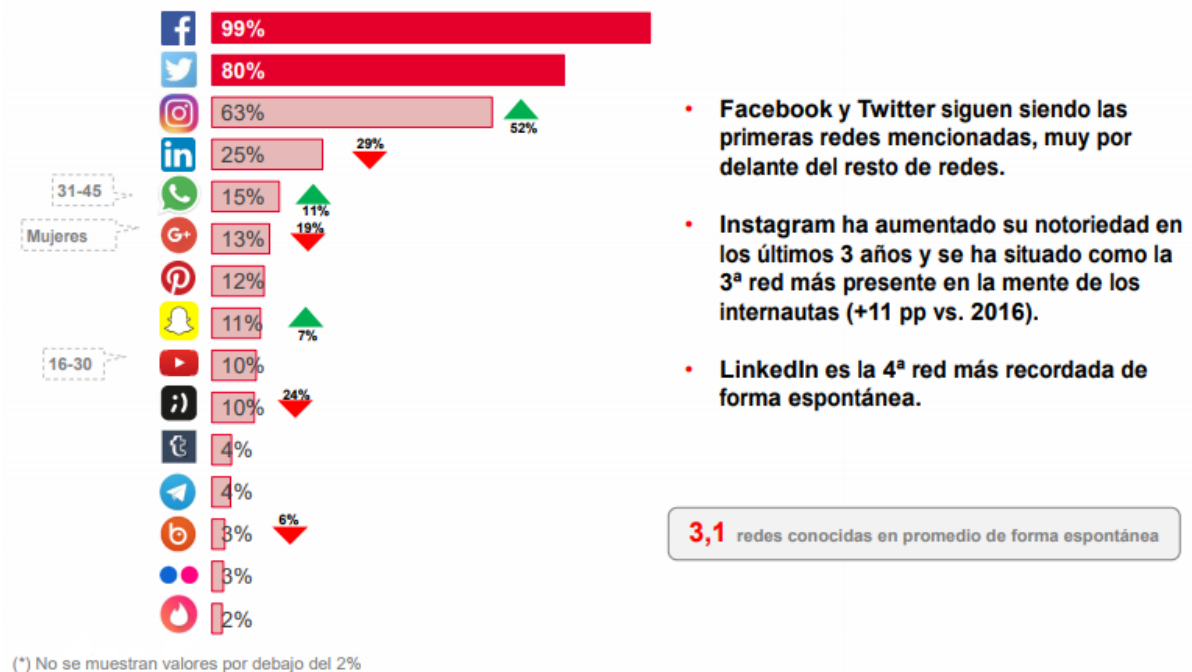 99%
80%
63%
52%
25%
29%
31-45
15%
11%
Mujeres
13%
19%
12%
11%
7%
16-30
10%
10%
24%
4%
4%
3%
6%
3%
2%
(*) No se muestran valores por debajo del 2%
• Facebook y Twitter siguen siendo las
primeras redes mencionadas, muy por
delante del resto de redes.
• Instagram ha aumentado su notoriedad en
los últimos 3 años y se ha situado como la
3ª red más presente en la mente de los
internautas (+11 pp vs. 2016).
• LinkedIn es la 4ª red más recordada de
forma espontánea.
3,1 redes conocidas en promedio de forma espontánea